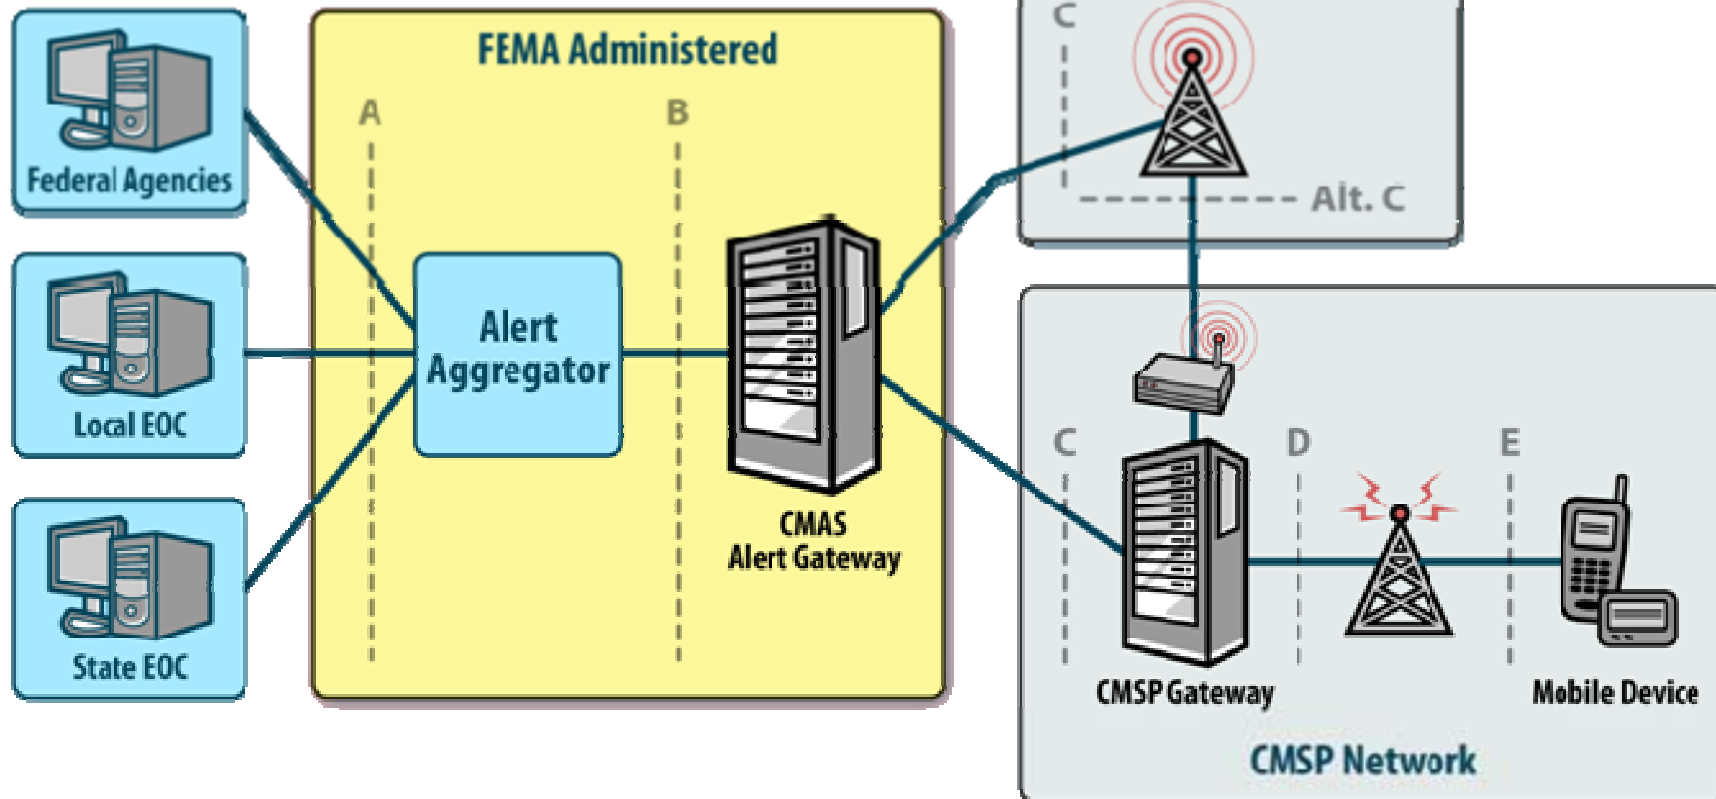 FEMA Administered
A
B
C
Alt. C
Federal Agencies
Local EOC
State EOC
Alert
Aggregator
CMAS
Alert Gateway
C
D
E
CMSP Gateway
Mobile Device
CMSP Network